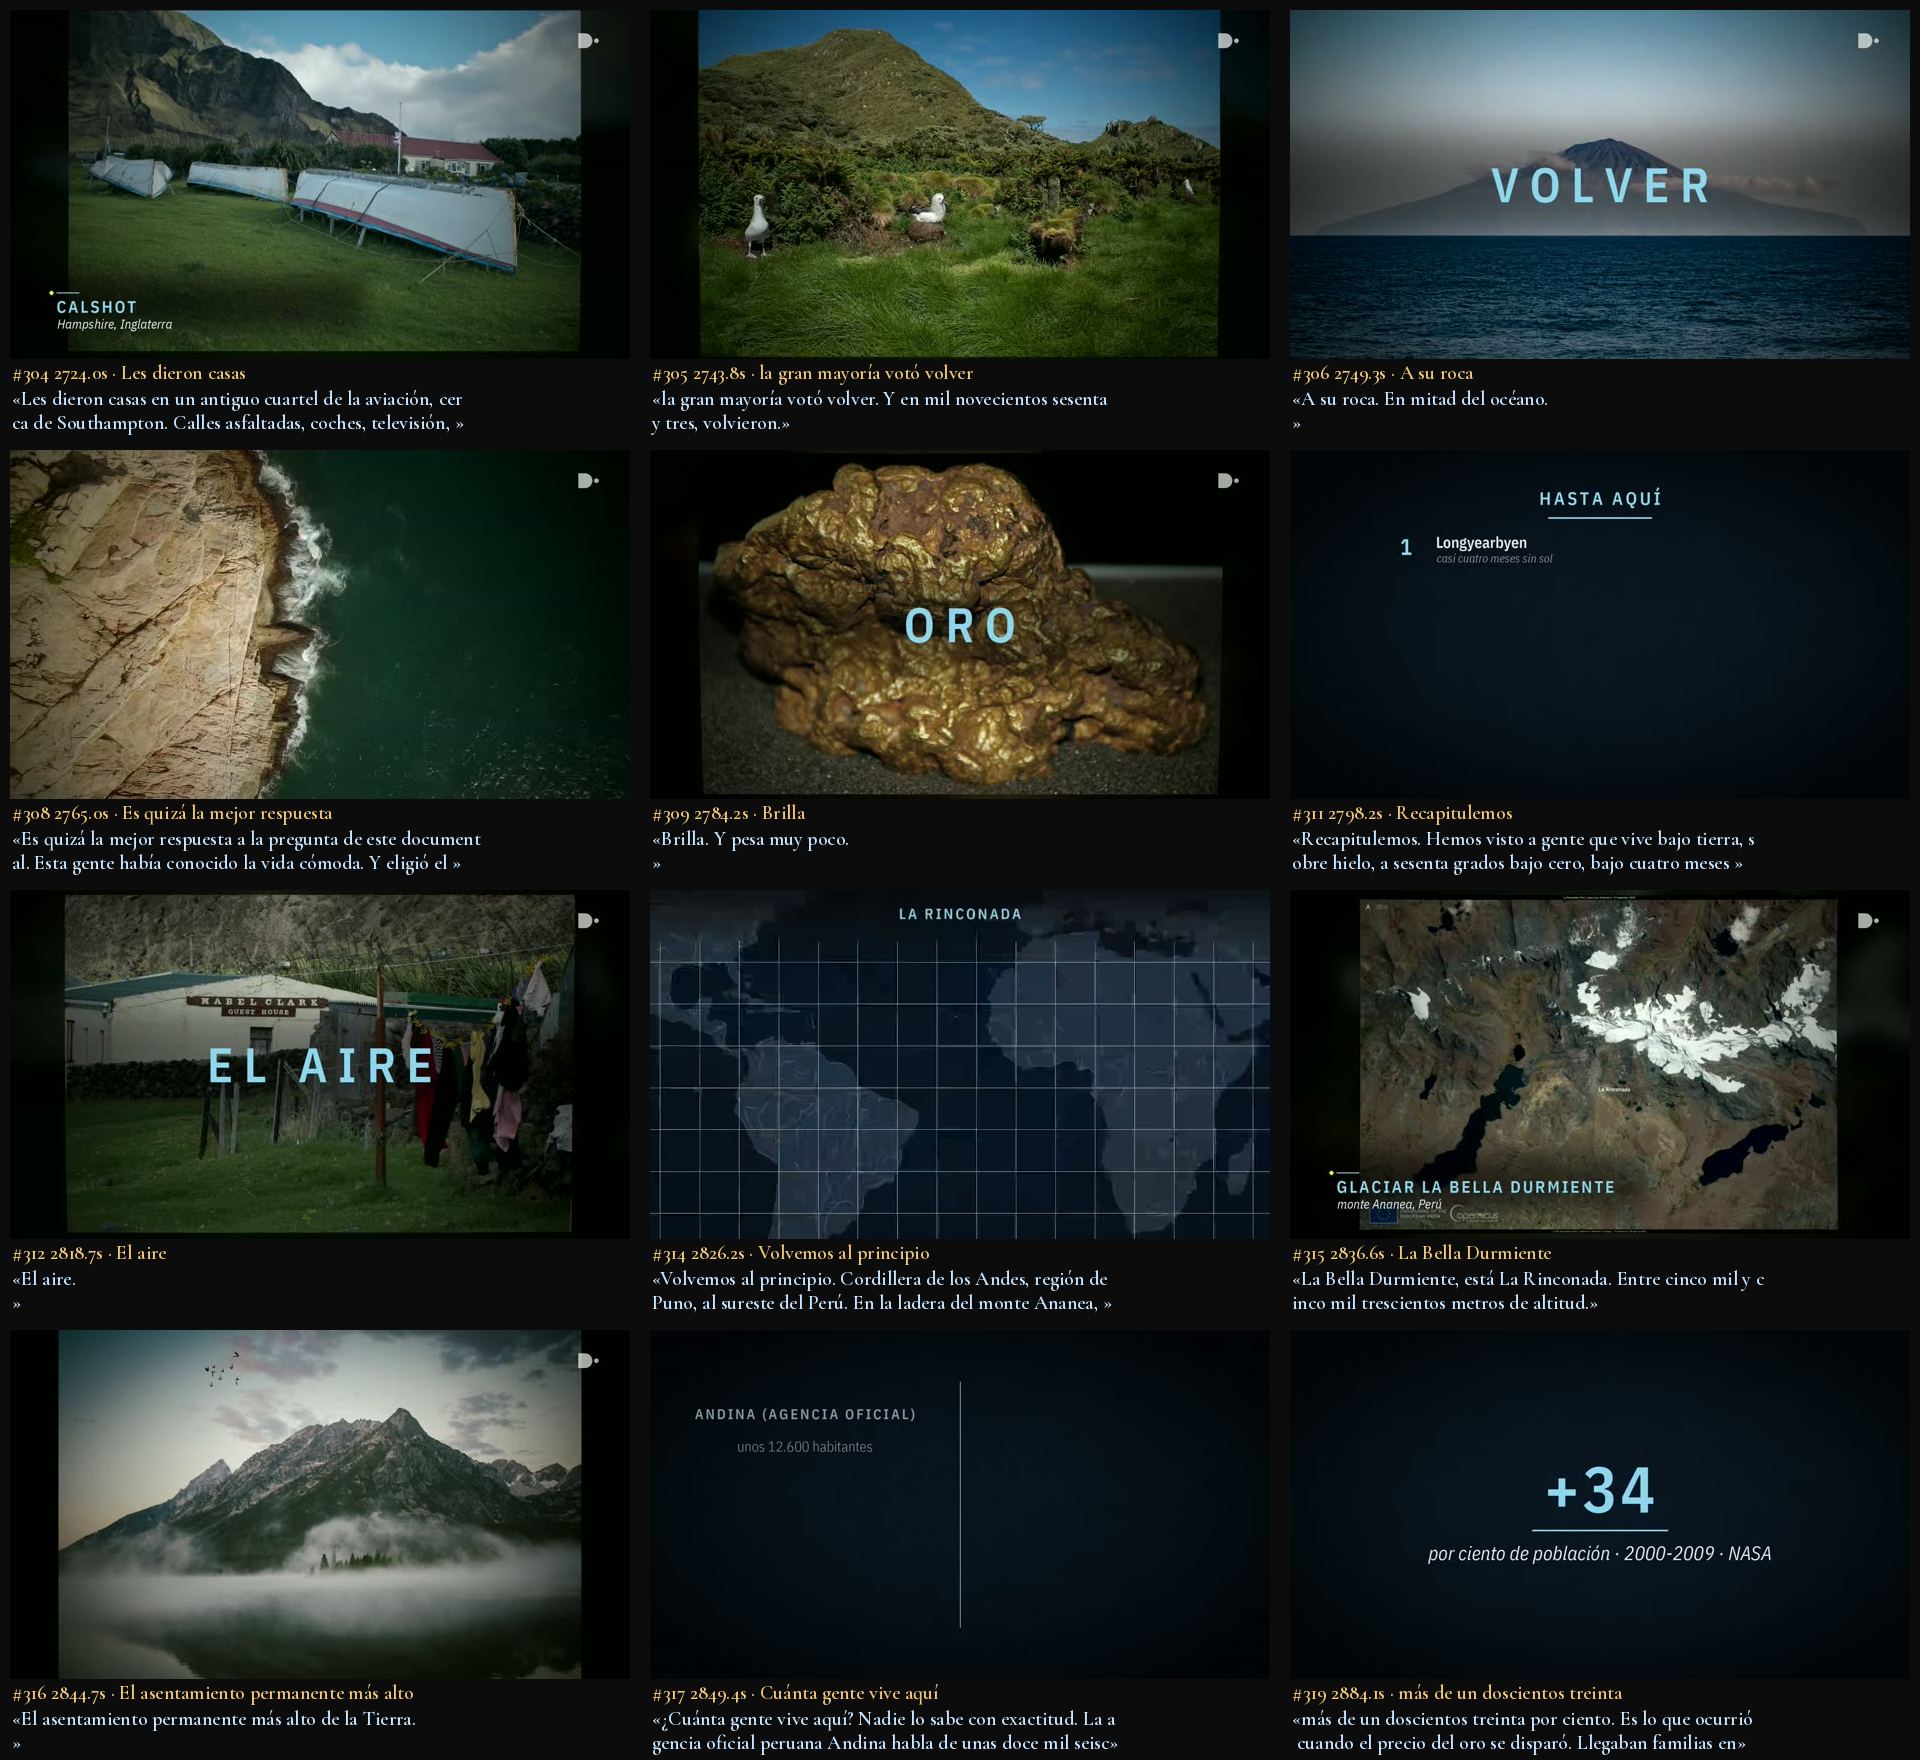 CALSHOT
Hampshire, Inglaterra
#304 2724.0s · Les dieron casas
«Les dieron casas en un antiguo cuartel de la aviación, cer
ca de Southampton. Calles asfaltadas, coches, televisión, »
#305 2743.8s · la gran mayoría votó volver
«la gran mayoría votó volver. Y en mil novecientos sesenta
y tres, volvieron.»
VOLVER
#306 2749.3s · A su roca
«A su roca. En mitad del océano.
»
#308 2765.0s · Es quizá la mejor respuesta
«Es quizá la mejor respuesta a la pregunta de este document
al. Esta gente había conocido la vida cómoda. Y eligió el »
ORO
#309 2784.2s · Brilla
«Brilla. Y pesa muy poco.
»
HASTA AQUÍ
1 Longyearbyen
casi cuatro meses sin sol
#311 2798.2s · Recapitulemos
«Recapitulemos. Hemos visto a gente que vive bajo tierra, s
obre hielo, a sesenta grados bajo cero, bajo cuatro meses »
MABEL CLARK
GUEST HOUSE
EL AIRE
#312 2818.7s · El aire
«El aire.
»
LA RINCONADA
#314 2826.2s · Volvemos al principio
«Volvemos al principio. Cordillera de los Andes, región de
Puno, al sureste del Perú. En la ladera del monte Ananea, »
La Rinconada
GLACIAR LA BELLA DURMIENTE
monte Ananea, Perú
opernicus
#315 2836.6s · La Bella Durmiente
«La Bella Durmiente, está La Rinconada. Entre cinco mil y c
inco mil trescientos metros de altitud.»
#316 2844.7s · El asentamiento permanente más alto
«El asentamiento permanente más alto de la Tierra.
»
ANDINA (AGENCIA OFICIAL)
unos 12.600 habitantes
#317 2849.4s · Cuánta gente vive aquí
«¿Cuánta gente vive aquí? Nadie lo sabe con exactitud. La a
gencia oficial peruana Andina habla de unas doce mil seisc»
+34
por ciento de población · 2000-2009 · NASA
#319 2884.1s · más de un doscientos treinta
«más de un doscientos treinta por ciento. Es lo que ocurrió
cuando el precio del oro se disparó. Llegaban familias en»